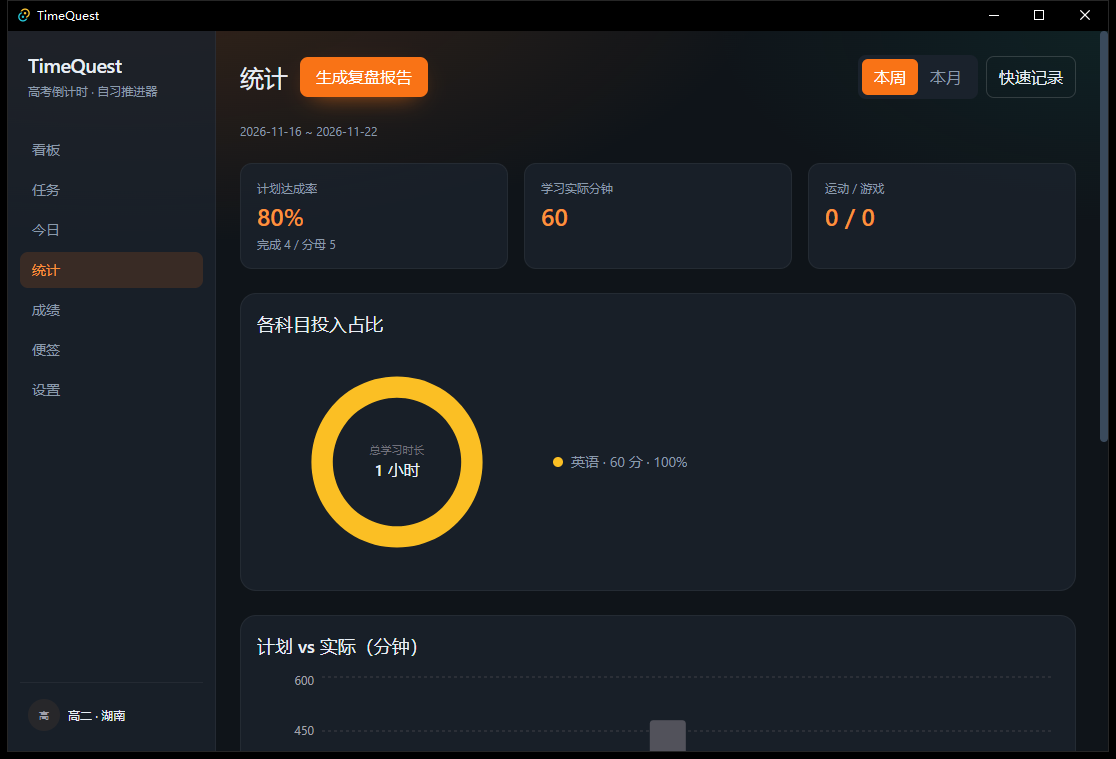 TimeQuest
TimeQuest
高考倒计时 · 自习推进器
看板
任务
今日
统计
成绩
便签
设置
高
高二 · 湖南
统计
生成复盘报告
本周
本月
快速记录
2026-11-16 ~ 2026-11-22
计划达成率
80%
完成 4 / 分母 5
学习实际分钟
60
运动 / 游戏
0 / 0
各科目投入占比
总学习时长
1 小时
英语 · 60 分 · 100%
计划 vs 实际（分钟）
600
450